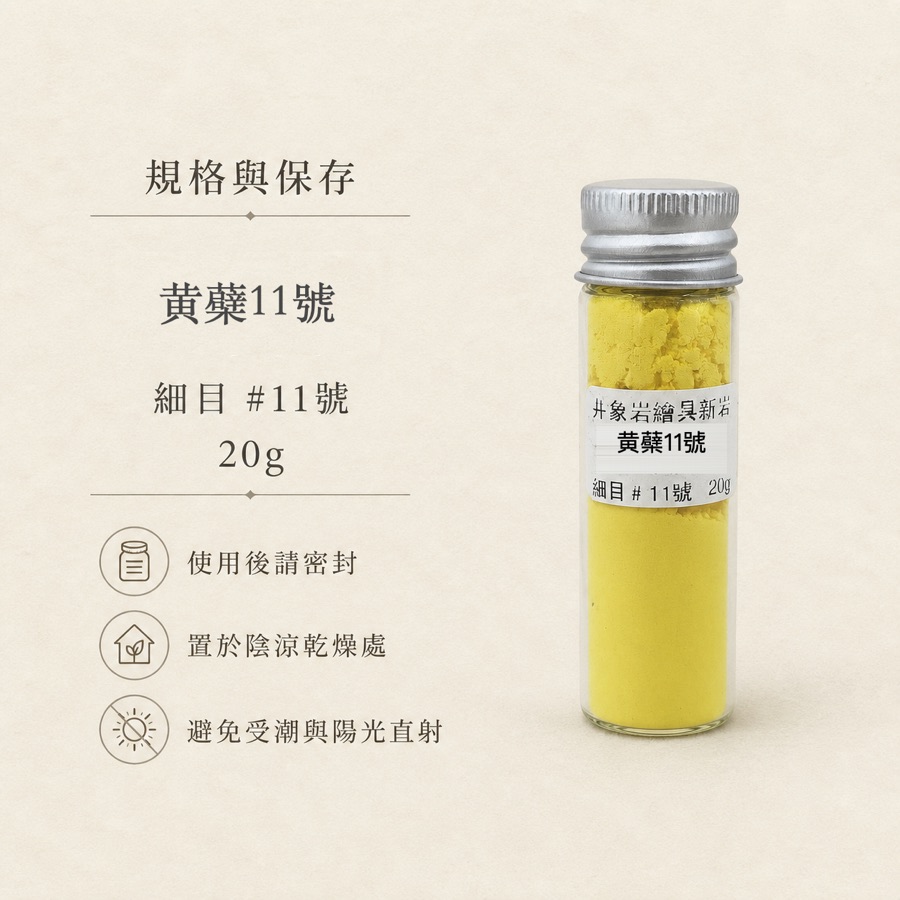 規格與保存
黄蘗11號
細目 #11號
20g
使用後請密封
置於陰涼乾燥處
避免受潮與陽光直射
井象岩繪具新岩
黄蘗11號
細目 # 11號 20g